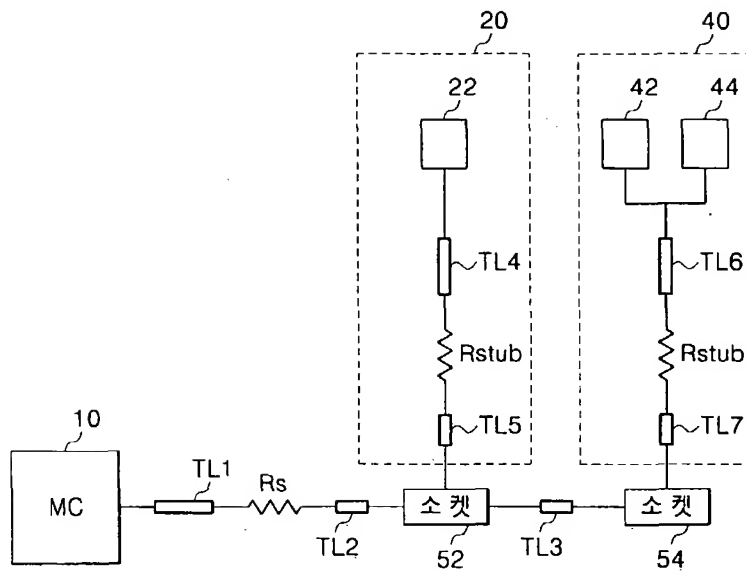 20
40
22
42
44
TL4
TL6
Rstub
Rstub
10
TL5
TL7
MC
TL1
Rs
TL2
소켓
TL3
소켓
52
54